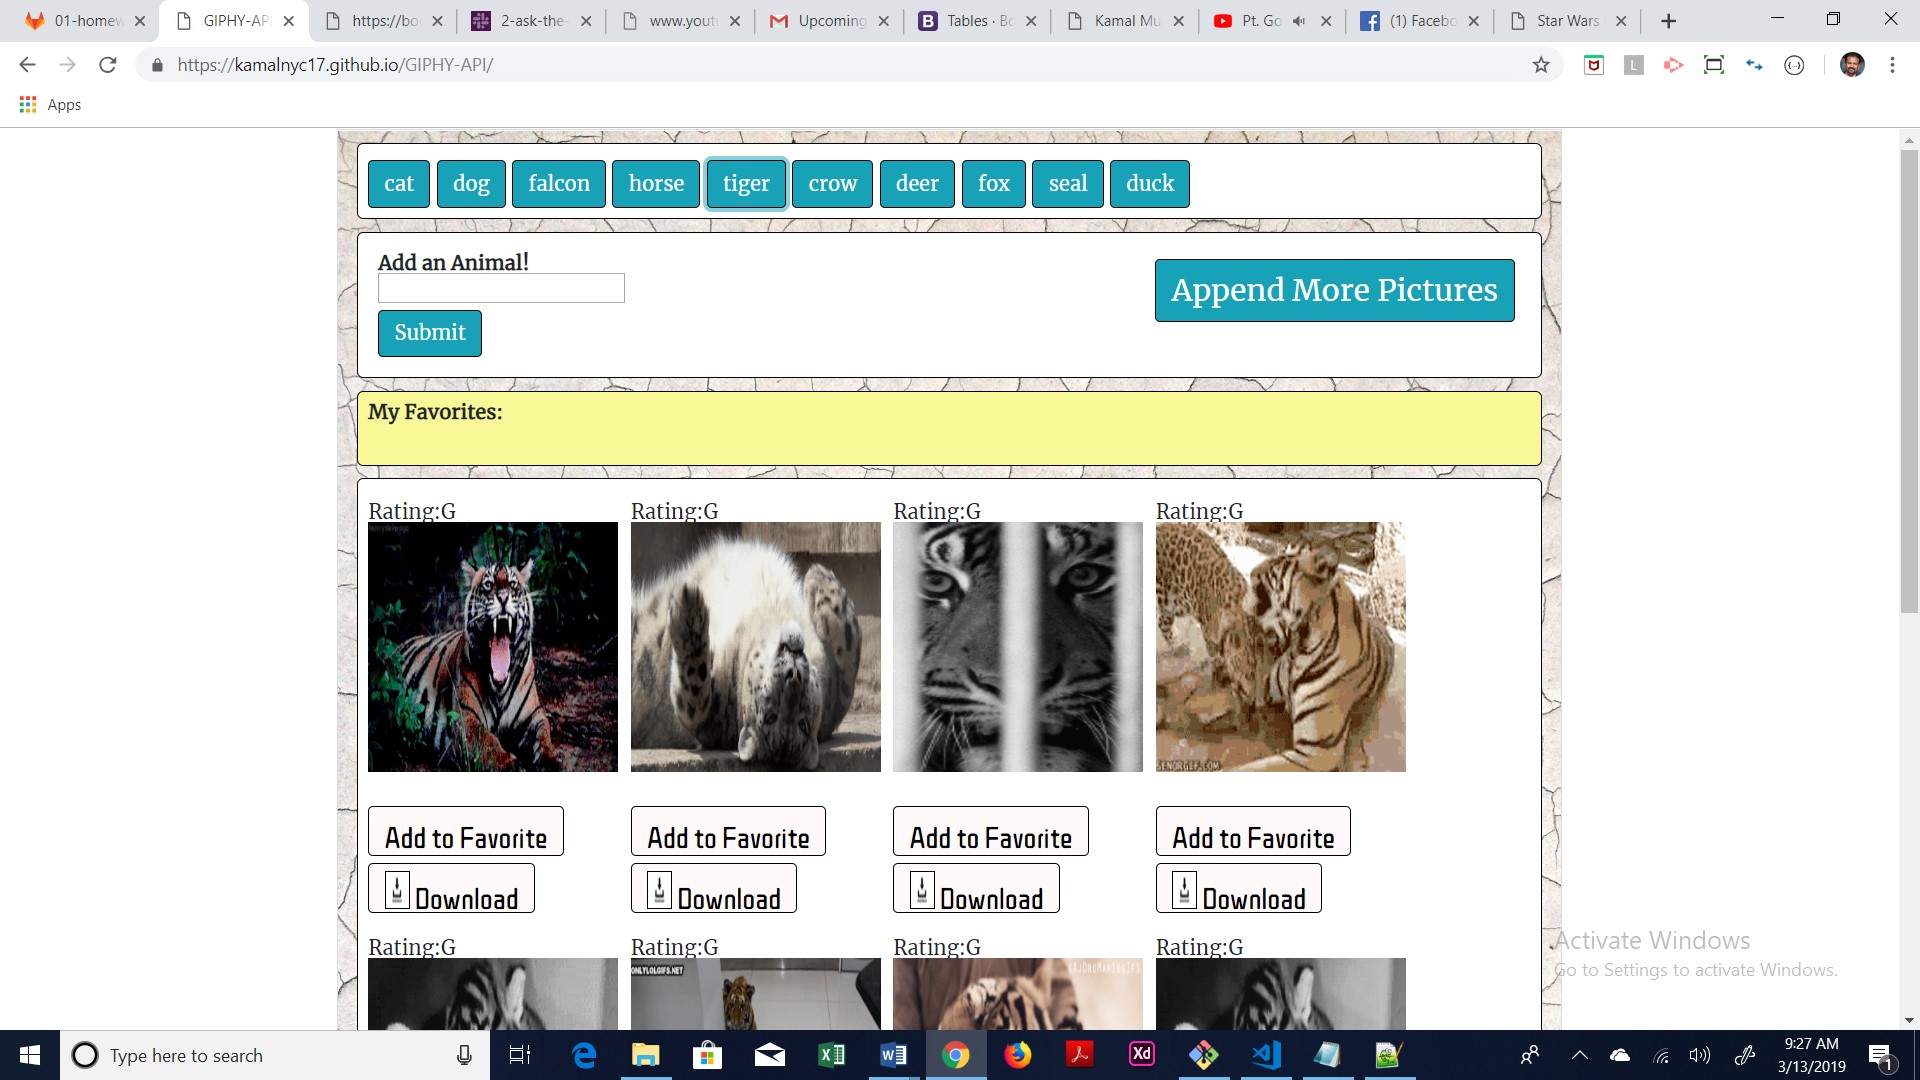 01-homew
GIPHY-API
https://bo
2-ask-the-
www.yout
Upcoming
Tables · Bo
Kamal Mu
Pt. Go
(1) Facebo
Star Wars
https://kamalnyc17.github.io/GIPHY-API/
Apps
cat dog falcon horse tiger crow deer fox seal duck
Add an Animal!
Append More Pictures
Submit
My Favorites:
Rating:G Rating:G Rating:G Rating:G
SENORGIF.COM
Add to Favorite Add to Favorite Add to Favorite Add to Favorite
Download Download Download Download
Rating:G Rating:G Rating:G Rating:G
ONLYLOLGIFS.NET
Activate Windows
Go to Settings to activate Windows.
Type here to search
9:27 AM
3/13/2019
1